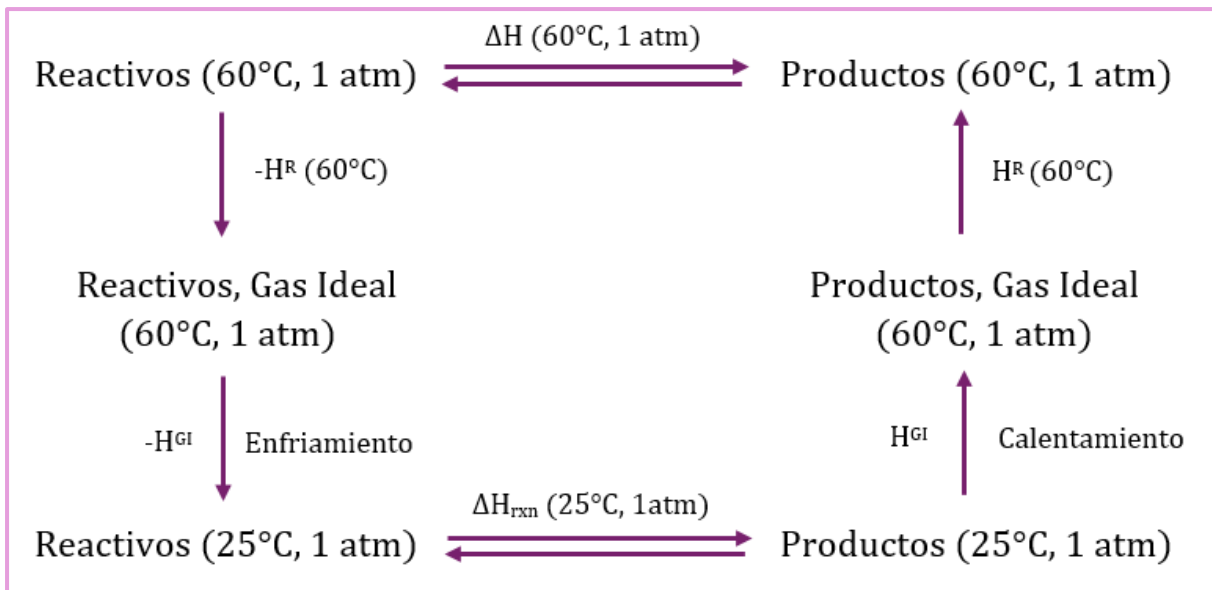 ΔH (60°C, 1 atm)
Reactivos (60°C, 1 atm)
Productos (60°C, 1 atm)
-Hᴿ (60°C)
Hᴿ (60°C)
Reactivos, Gas Ideal
(60°C, 1 atm)
Productos, Gas Ideal
(60°C, 1 atm)
-Hᴳᴵ
Enfriamiento
Hᴳᴵ
Calentamiento
ΔHᵣₓₙ (25°C, 1atm)
Reactivos (25°C, 1 atm)
Productos (25°C, 1 atm)